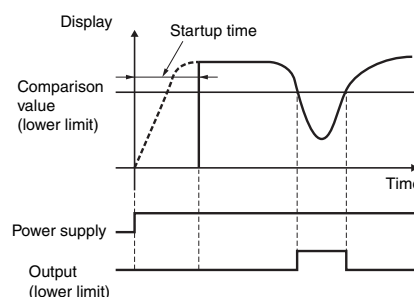 Display
Startup time
Comparison
value
(lower limit)
Time
Power supply
Output
(lower limit)